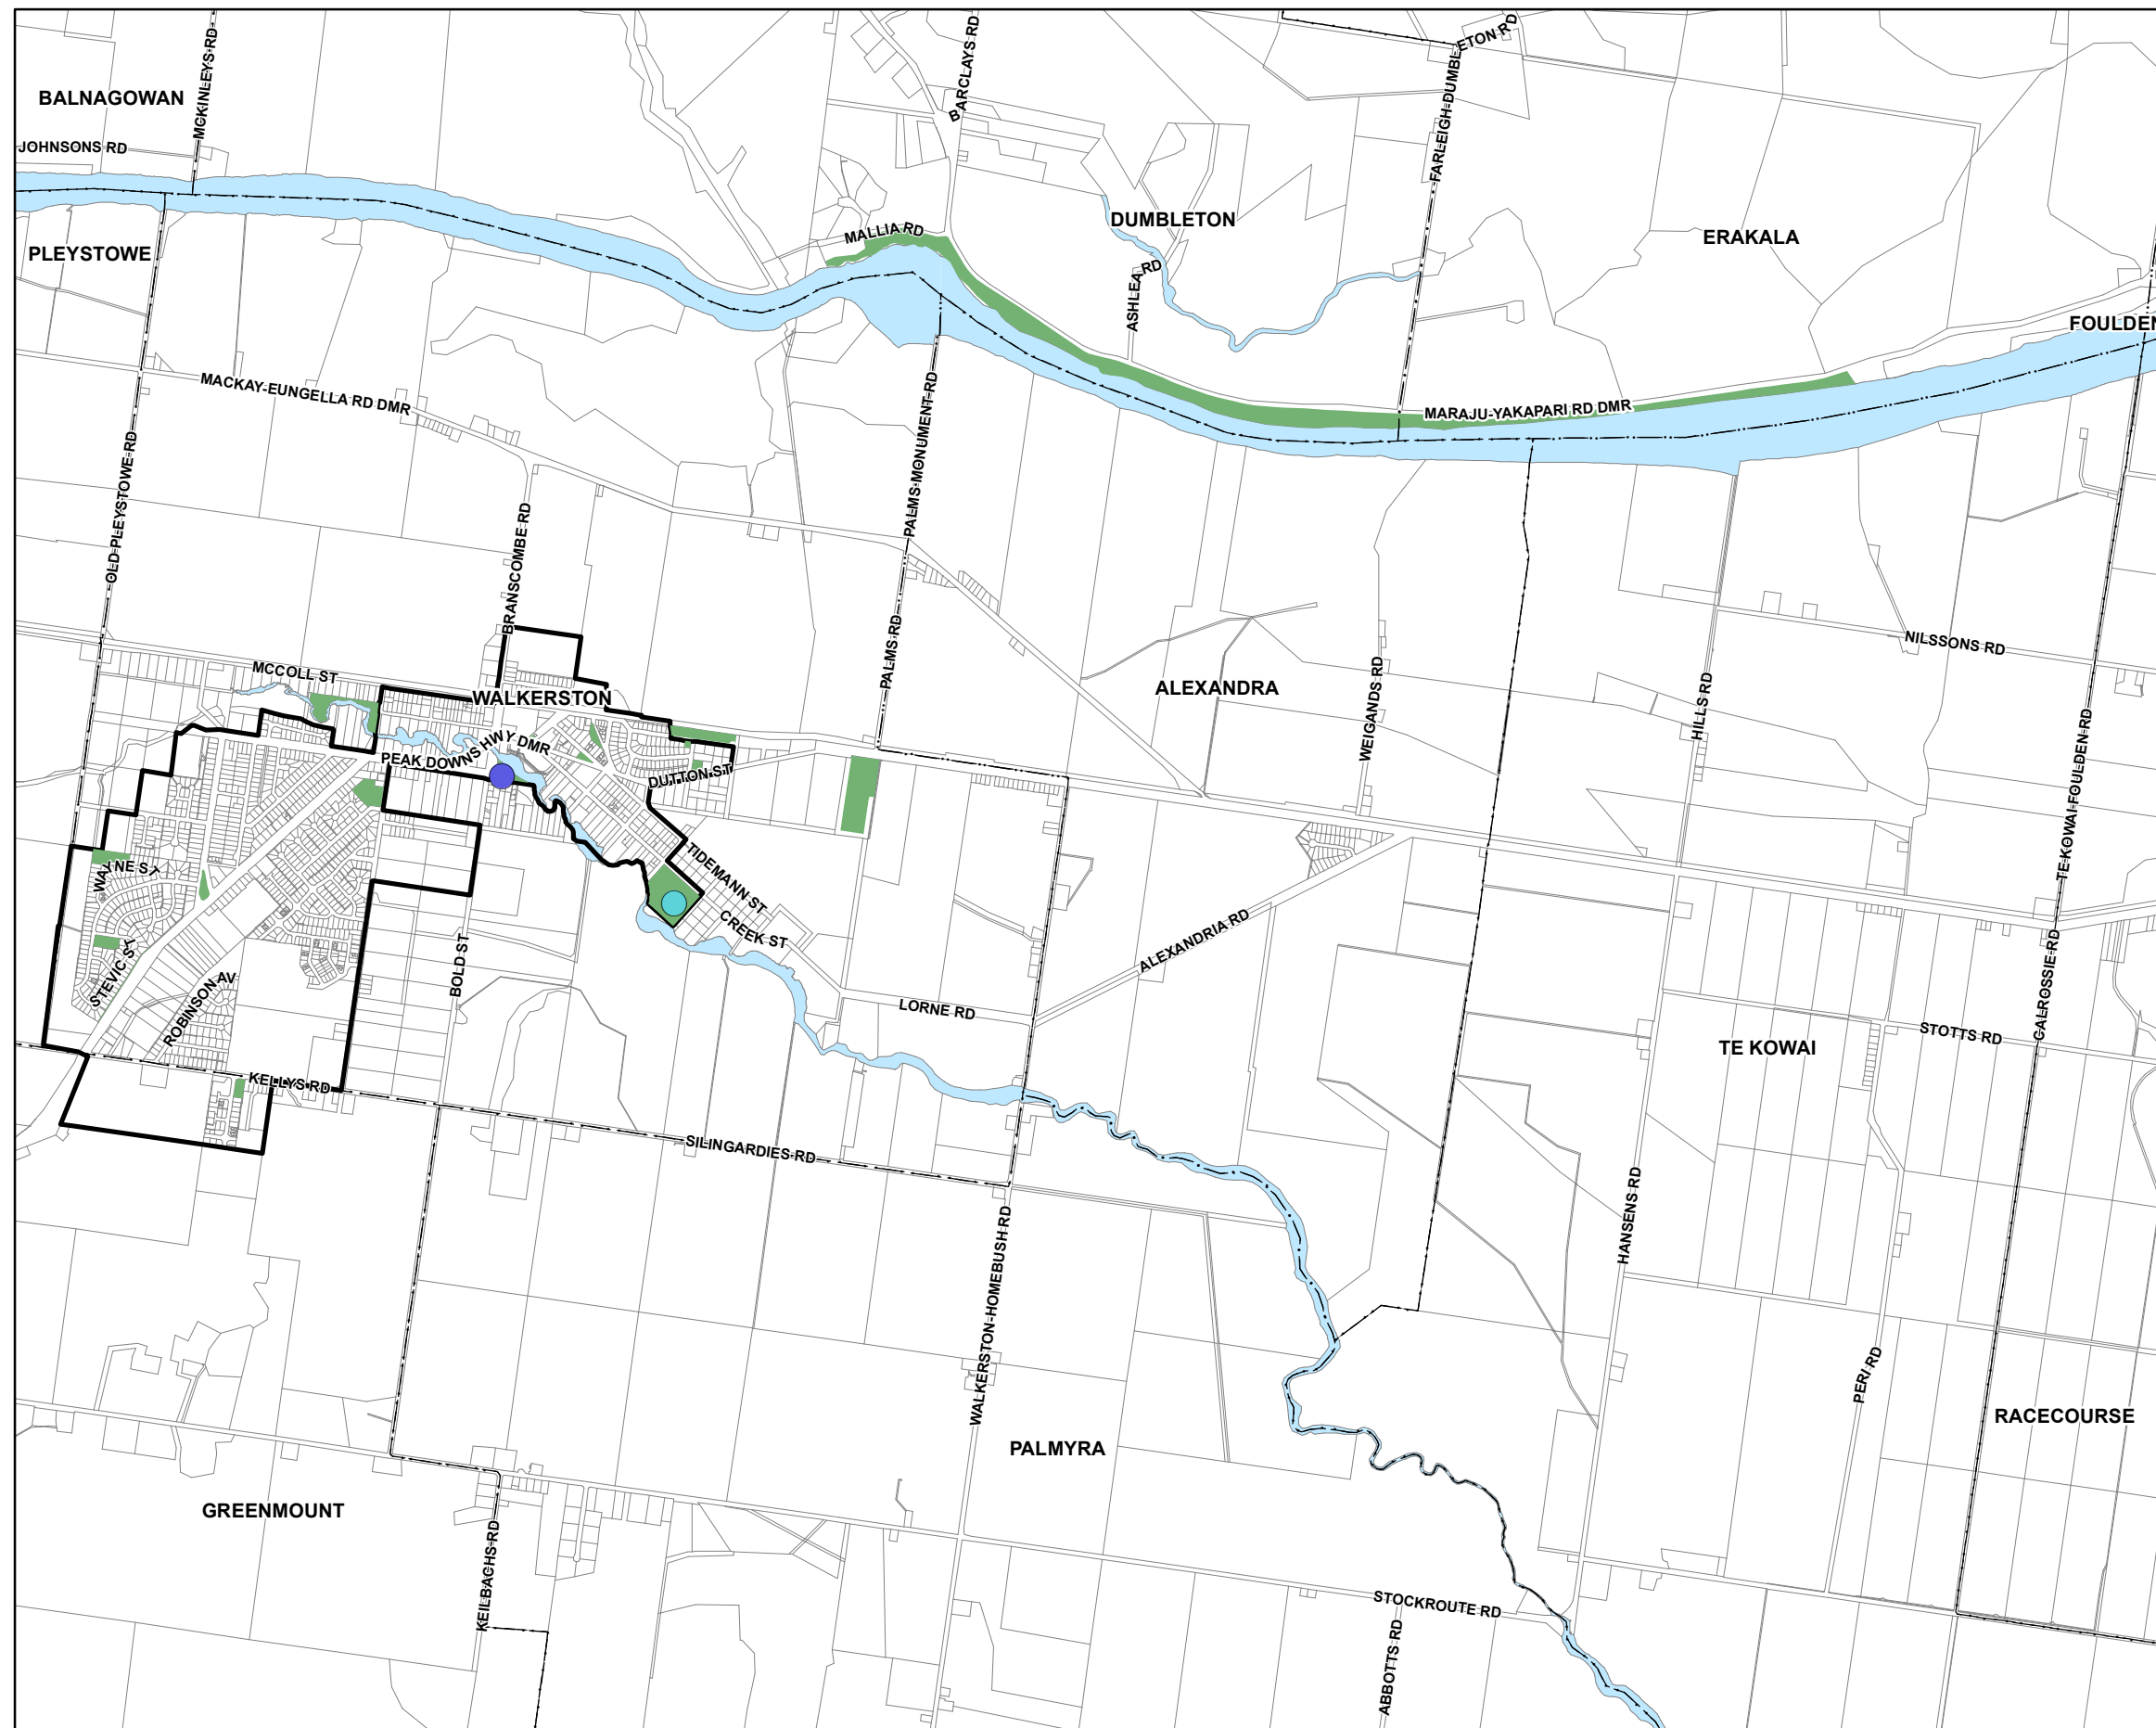 BALNAGOWAN
MCKINLEYS RD
JOHNSONS RD
BARCLAYS RD
FARLEIGH-DUMBLETON RD
PLEYSTOWE
MALLIA RD
DUMBLETON
ASHLEA RD
ERAKALA
FOULDEN
MACKAY-EUNGELLA RD DMR
MARAJU-YAKAPARI RD DMR
PALMS-MONUMENT-RD
OLD-PLEYSTOWE-RD
BRANSCOMBE RD
PALMS-RD
NILSSONS RD
MCCOLL ST
WALKERSTON
ALEXANDRA
WEIGANDS RD
HILLS RD
TE KOWAI-FOULDEN-RD
PEAK DOWNS HWY DMR
DUTTON ST
WAYNE ST
TIDEMANN ST
CREEK ST
STEVIC ST
ROBINSON AV
BOLD ST
ALEXANDRIA RD
LORNE RD
CALROSSIE-RD
STOTTS RD
TE KOWAI
KELLYS RD
SILINGARDIES-RD
HANSENS RD
WALKERSTON-HOMEBUSH RD
PERI RD
RACECOURSE
PALMYRA
GREENMOUNT
KEILBACHS-RD
STOCKROUTE RD
ABBOTTS RD